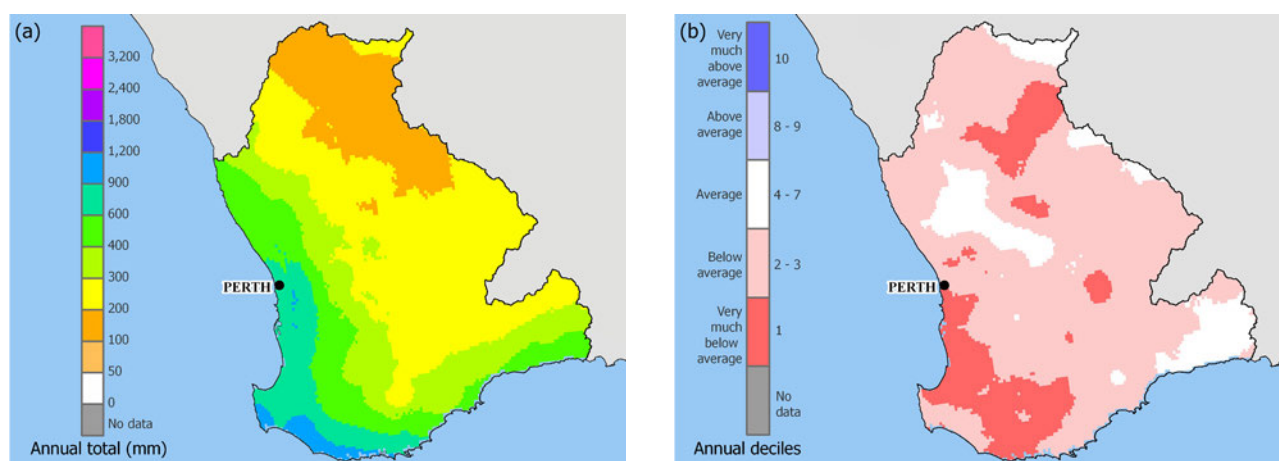 (a)
3,200
2,400
1,800
1,200
900
600
400
300
200
100
50
0
No data
Annual total (mm)
PERTH
(b)
Very
much
above
average
10
Above
average
8 - 9
Average
4 - 7
Below
average
2 - 3
Very
much
below
average
1
No
data
Annual deciles
PERTH